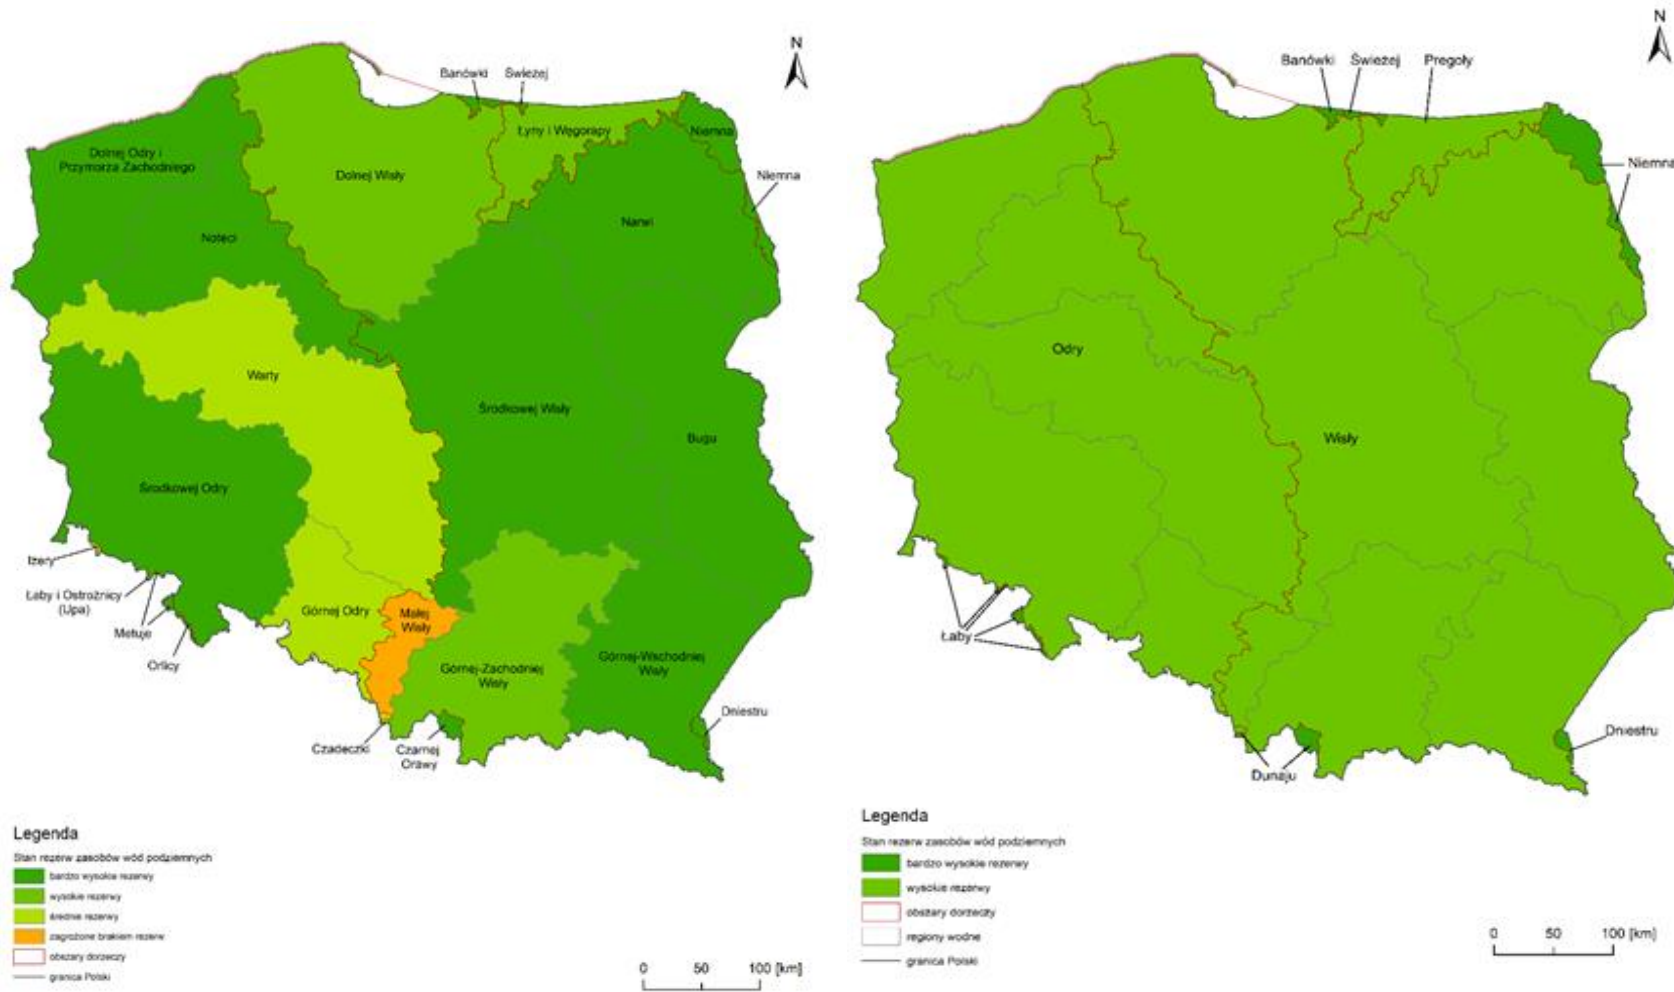 N
Banówki
Świeżej
Łyny i Węgorapy
Niemna
Dolnej Odry i
Przymorza Zachodniego
Dolnej Wisły
Niemna
Noteci
Narwi
Warty
Środkowej Wisły
Bugu
Środkowej Odry
Izery
Łaby i Ostrożnicy
(Upa)
Metuje
Orlicy
Górnej Odry
Małej
Wisły
Górnej-Zachodniej
Wisły
Górnej-Wschodniej
Wisły
Dniestru
Czadeczki
Czarnej
Orawy
Legenda
Stan rezerw zasobów wód podziemnych
bardzo wysokie rezerwy
wysokie rezerwy
średnie rezerwy
zagrożone brakiem rezerw
obszary dorzeczy
granica Polski
0 50 100 [km]
N
Banówki
Świeżej
Pregoły
Niemna
Odry
Wisły
Łaby
Dniestru
Dunaju
Legenda
Stan rezerw zasobów wód podziemnych
bardzo wysokie rezerwy
wysokie rezerwy
obszary dorzeczy
regiony wodne
granica Polski
0 50 100 [km]